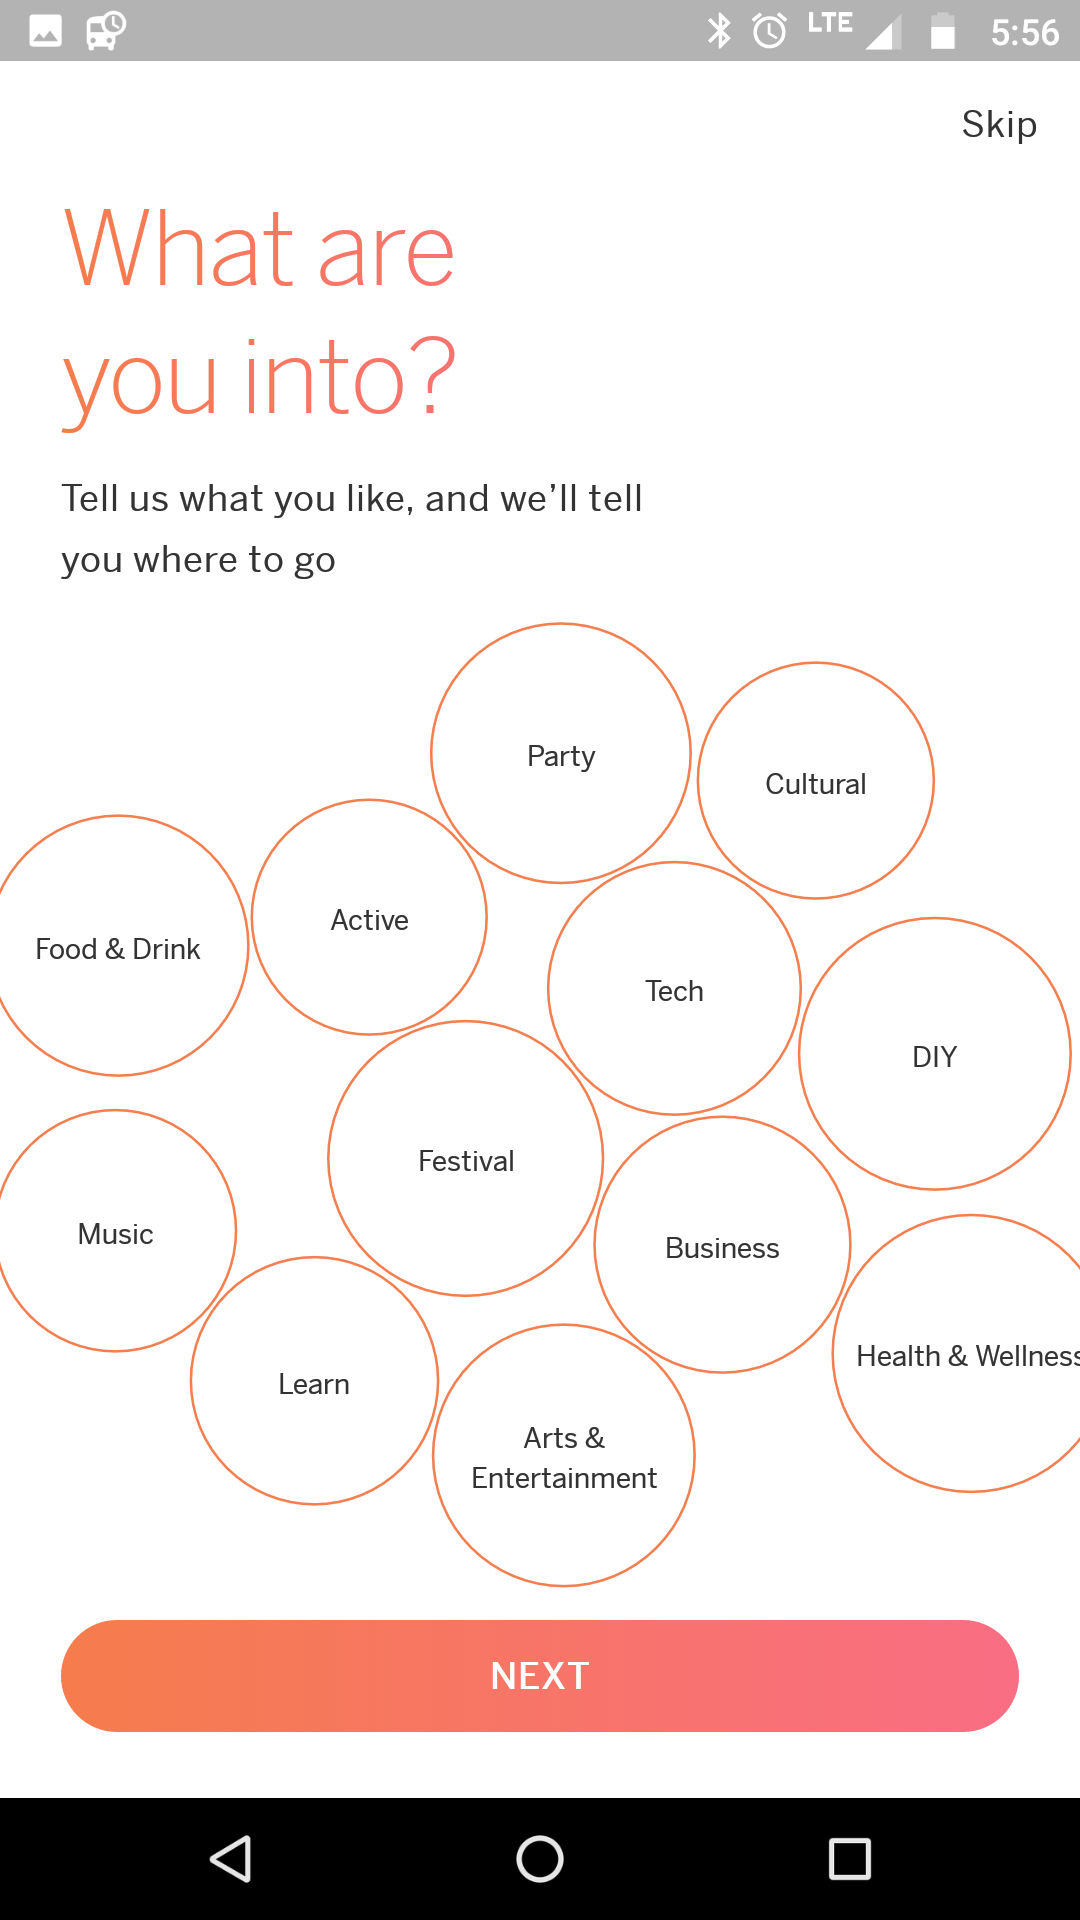 LTE 5:56
Skip
What are
you into?
Tell us what you like, and we’ll tell
you where to go
Party
Cultural
Active
Food & Drink
Tech
DIY
Festival
Music
Business
Health & Wellness
Learn
Arts &
Entertainment
NEXT